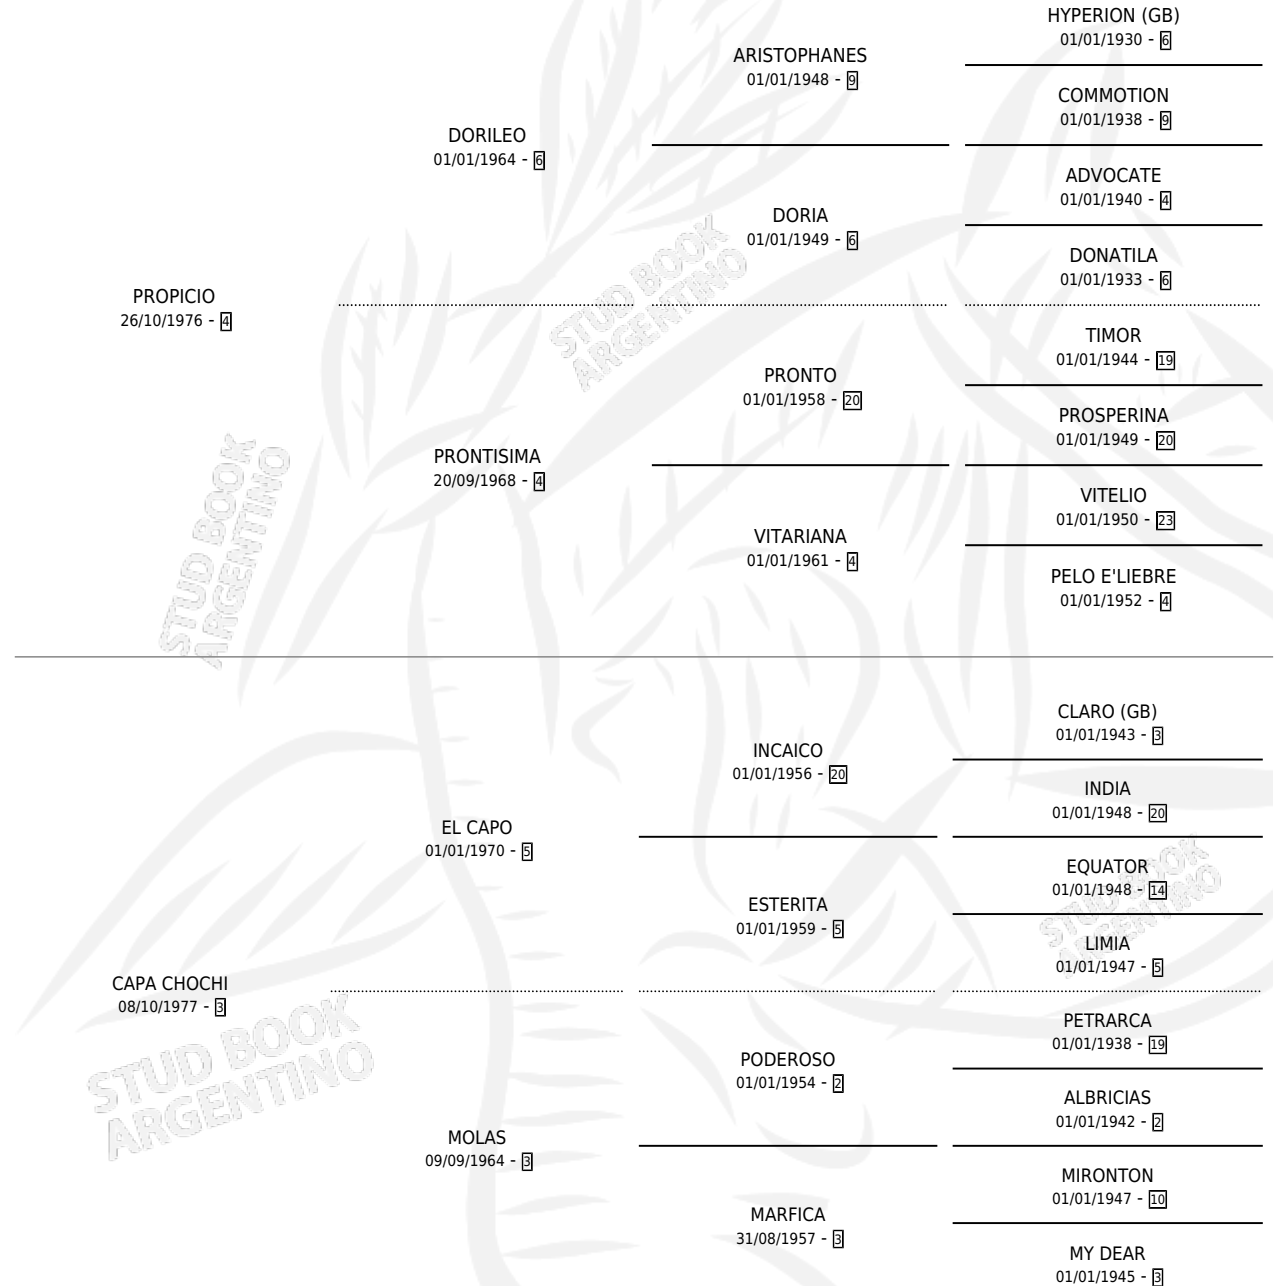 HYPERION (GB)
01/01/1930 - 6
ARISTOPHANES
01/01/1948 - 9
COMMOTION
01/01/1938 - 9
DORILEO
01/01/1964 - 6
ADVOCATE
01/01/1940 - 4
DORIA
01/01/1949 - 6
DONATILA
01/01/1933 - 6
PROPICIO
26/10/1976 - 4
TIMOR
01/01/1944 - 19
PRONTO
01/01/1958 - 20
PROSPERINA
01/01/1949 - 20
PRONTISIMA
20/09/1968 - 4
VITELIO
01/01/1950 - 23
VITARIANA
01/01/1961 - 4
PELO E'LIEBRE
01/01/1952 - 4
CLARO (GB)
01/01/1943 - 3
INCAICO
01/01/1956 - 20
INDIA
01/01/1948 - 20
EL CAPO
01/01/1970 - 5
EQUATOR
01/01/1948 - 14
ESTERITA
01/01/1959 - 5
LIMIA
01/01/1947 - 5
CAPA CHOCHI
08/10/1977 - 3
PETRARCA
01/01/1938 - 19
PODEROSO
01/01/1954 - 2
ALBRICIAS
01/01/1942 - 2
MOLAS
09/09/1964 - 3
MIRONTON
01/01/1947 - 10
MARFICA
31/08/1957 - 3
MY DEAR
01/01/1945 - 3
STUD BOOK
ARGENTINO
STUD BOOK
ARGENTINO
STUD BOOK
ARGENTINO
STUD BOOK
ARGENTINO